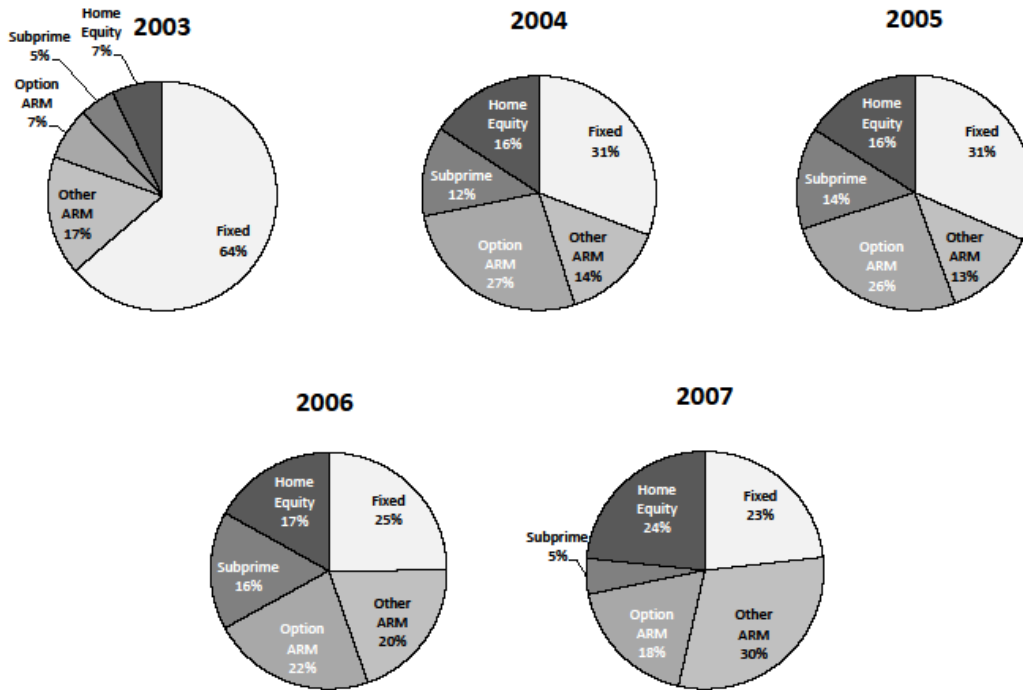 2003
Home
Equity
7%
Subprime
5%
Option
ARM
7%
Other
ARM
17%
Fixed
64%
2004
Home
Equity
16%
Fixed
31%
Subprime
12%
Option
ARM
27%
Other
ARM
14%
2005
Home
Equity
16%
Fixed
31%
Subprime
14%
Option
ARM
26%
Other
ARM
13%
2006
Home
Equity
17%
Fixed
25%
Subprime
16%
Option
ARM
22%
Other
ARM
20%
2007
Home
Equity
24%
Fixed
23%
Subprime
5%
Option
ARM
18%
Other
ARM
30%